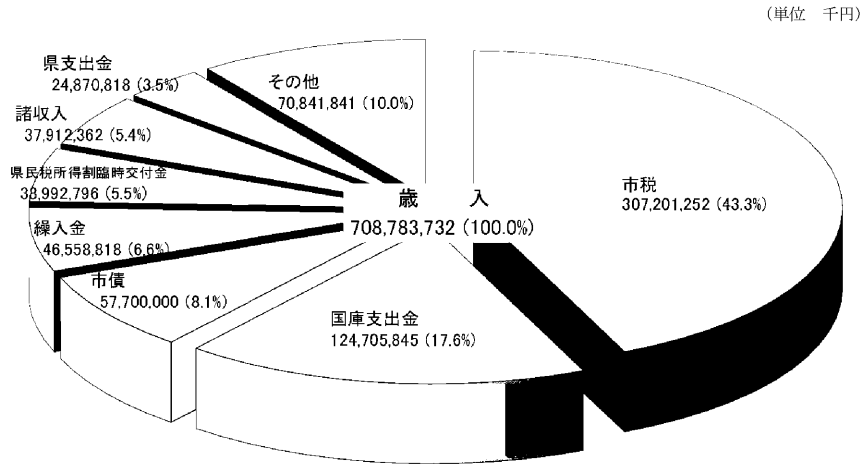 （単位　千円）
県支出金
24,870,818（3.5%）
その他
70,841,841（10.0%）
諸収入
37,912,362（5.4%）
市税
307,201,252（43.3%）
県民税所得割臨時交付金
38,992,796（5.5%）
歳　入
708,783,732（100.0%）
繰入金
46,558,818（6.6%）
市債
57,700,000（8.1%）
国庫支出金
124,705,845（17.6%）